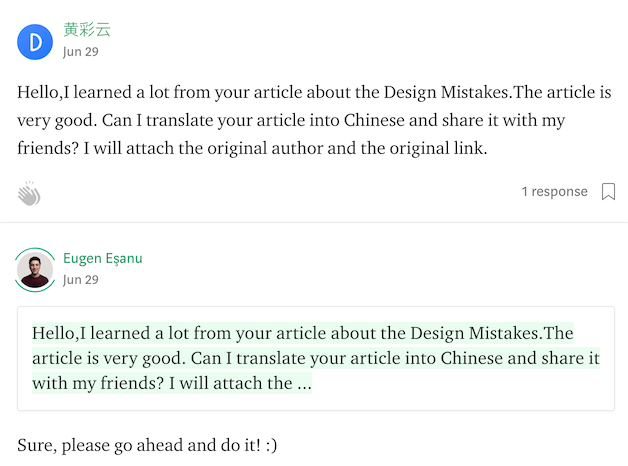 D
黄彩云
Jun 29
Hello,I learned a lot from your article about the Design Mistakes.The article is
very good. Can I translate your article into Chinese and share it with my
friends? I will attach the original author and the original link.
1 response
Eugen Eşanu
Jun 29
Hello,I learned a lot from your article about the Design Mistakes.The
article is very good. Can I translate your article into Chinese and share it
with my friends? I will attach the ...
Sure, please go ahead and do it! :)